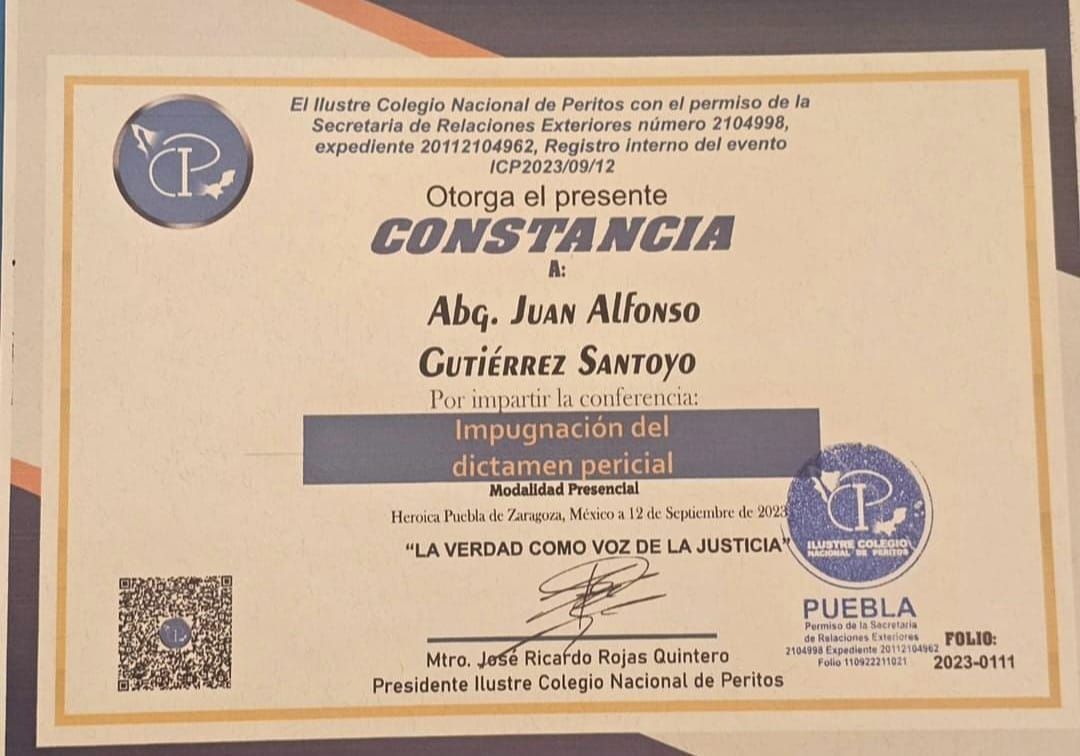 El Ilustre Colegio Nacional de Peritos con el permiso de la
Secretaria de Relaciones Exteriores número 2104998,
expediente 20112104962, Registro interno del evento
ICP2023/09/12
Otorga el presente
CONSTANCIA
A:
Abg. Juan Alfonso
Gutiérrez Santoyo
Por impartir la conferencia:
Impugnación del
dictamen pericial
Modalidad Presencial
Heroica Puebla de Zaragoza, México a 12 de Septiembre de 2023
“LA VERDAD COMO VOZ DE LA JUSTICIA”
ILUSTRE COLEGIO
NACIONAL DE PERITOS
PUEBLA
Permiso de la Secretaria
de Relaciones Exteriores
2104998 Expediente 20112104962
Folio 110922211021
FOLIO:
2023-0111
Mtro. José Ricardo Rojas Quintero
Presidente Ilustre Colegio Nacional de Peritos